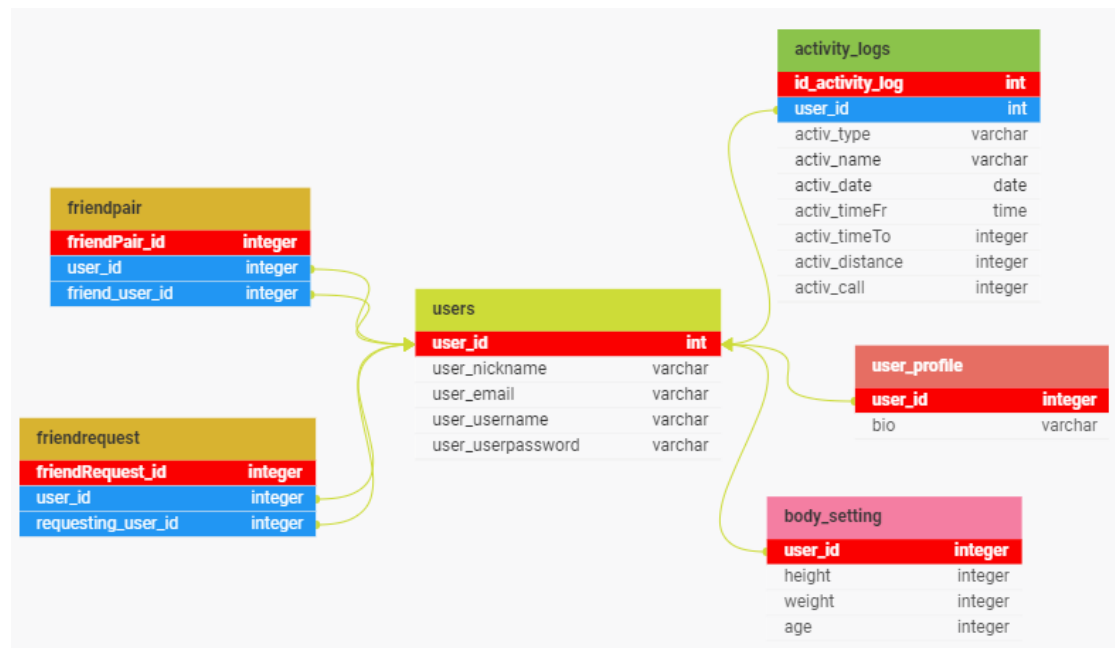 activity_logs
id_activity_log int
user_id int
activ_type varchar
activ_name varchar
activ_date date
activ_timeFr time
activ_timeTo integer
activ_distance integer
activ_call integer
friendpair
friendPair_id integer
user_id integer
friend_user_id integer
users
user_id int
user_nickname varchar
user_email varchar
user_username varchar
user_userpassword varchar
user_profile
user_id integer
bio varchar
friendrequest
friendRequest_id integer
user_id integer
requesting_user_id integer
body_setting
user_id integer
height integer
weight integer
age integer